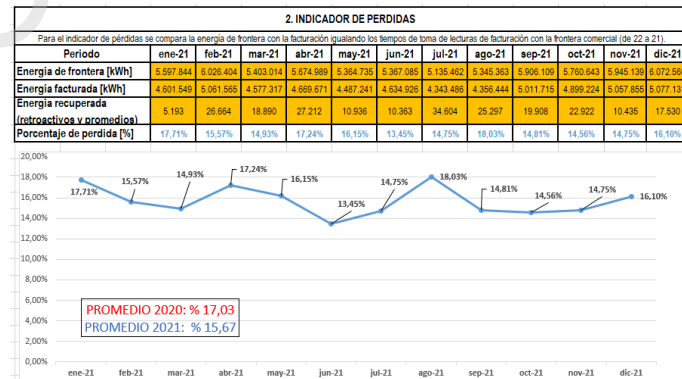 2. INDICADOR DE PERDIDAS
Para el indicador de pérdidas se compara la energía de frontera con la facturación igualando los tiempos de toma de lecturas de facturación con la frontera comercial (de 22 a 21).
Periodo ene-21 feb-21 mar-21 abr-21 may-21 jun-21 jul-21 ago-21 sep-21 oct-21 nov-21 dic-21
Energía de frontera [kWh] 5.597.844 6.026.404 5.403.014 5.674.989 5.364.735 5.367.085 5.135.462 5.345.363 5.906.109 5.760.643 5.945.139 6.072.56
Energía facturada [kWh] 4.601.549 5.061.565 4.577.317 4.669.671 4.487.241 4.634.926 4.343.486 4.356.444 5.011.715 4.899.224 5.057.855 5.077.13
Energía recuperada
(retroactivos y promedios) 5.193 26.664 18.890 27.212 10.936 10.363 34.604 25.297 19.908 22.922 10.435 17.530
Porcentaje de perdida [%] 17,71% 15,57% 14,93% 17,24% 16,15% 13,45% 14,75% 18,03% 14,81% 14,56% 14,75% 16,10%
20,00%
18,00%
16,00%
14,00%
12,00%
10,00%
8,00%
6,00%
4,00%
2,00%
0,00%
17,71%
15,57%
14,93%
17,24%
16,15%
13,45%
14,75%
18,03%
14,81%
14,56%
14,75%
16,10%
PROMEDIO 2020: % 17,03
PROMEDIO 2021: % 15,67
ene-21 feb-21 mar-21 abr-21 may-21 jun-21 jul-21 ago-21 sep-21 oct-21 nov-21 dic-21